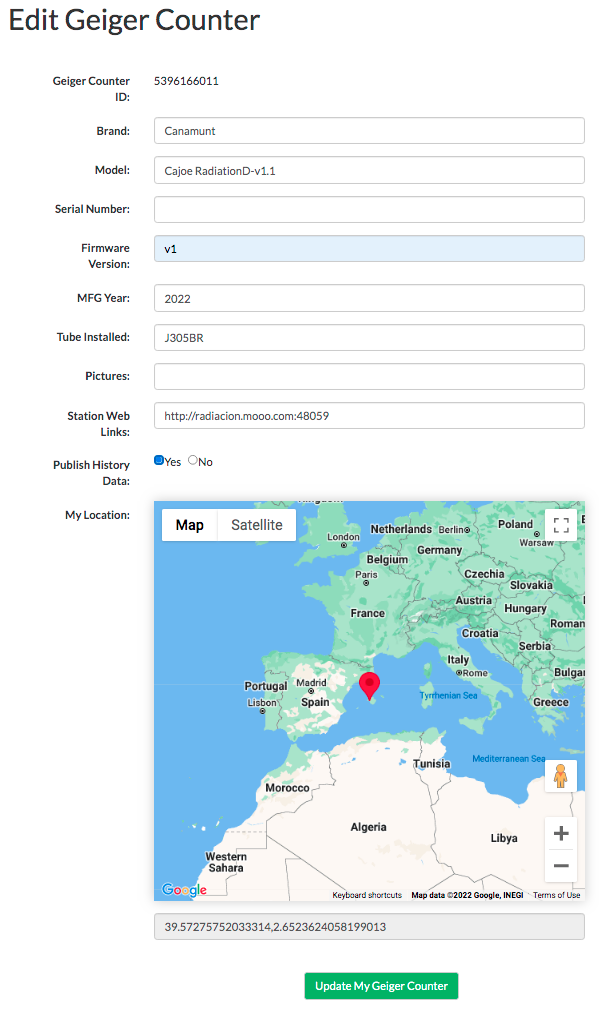 Edit Geiger Counter
Geiger Counter
ID:
5396166011
Brand:
Canamunt
Model:
Cajoe RadiationD-v1.1
Serial Number:
Firmware
Version:
v1
MFG Year:
2022
Tube Installed:
J305BR
Pictures:
Station Web
Links:
http://radiacion.mooo.com:48059
Publish History
Data:
Yes No
My Location:
Map Satellite
London
Netherlands
Berlin
Poland
Warsaw
Belgium
Germany
Paris
Czechia
Slovakia
France
Austria
Hungary
Croatia
Roman
Serbia
Italy
Rome
Bulga
Portugal
Madrid
Lisbon
Spain
Tyrrhenian Sea
Greece
Tunisia
Mediterranean Sea
Morocco
Algeria
Libya
Western
Sahara
Google
Keyboard shortcuts Map data ©2022 Google, INEGI Terms of Use
39.57275752033314,2.6523624058199013
Update My Geiger Counter